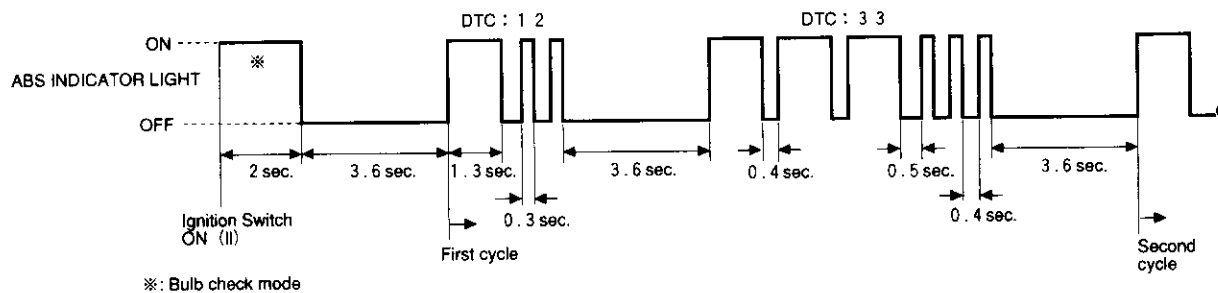 DTC : 1 2
DTC : 3 3
ON
※
ABS INDICATOR LIGHT
OFF
2 sec.
3.6 sec.
1.3 sec.
3.6 sec.
0.4 sec.
0.5 sec.
3.6 sec.
0.3 sec.
0.4 sec.
Ignition Switch
ON (II)
First cycle
Second
cycle
※: Bulb check mode